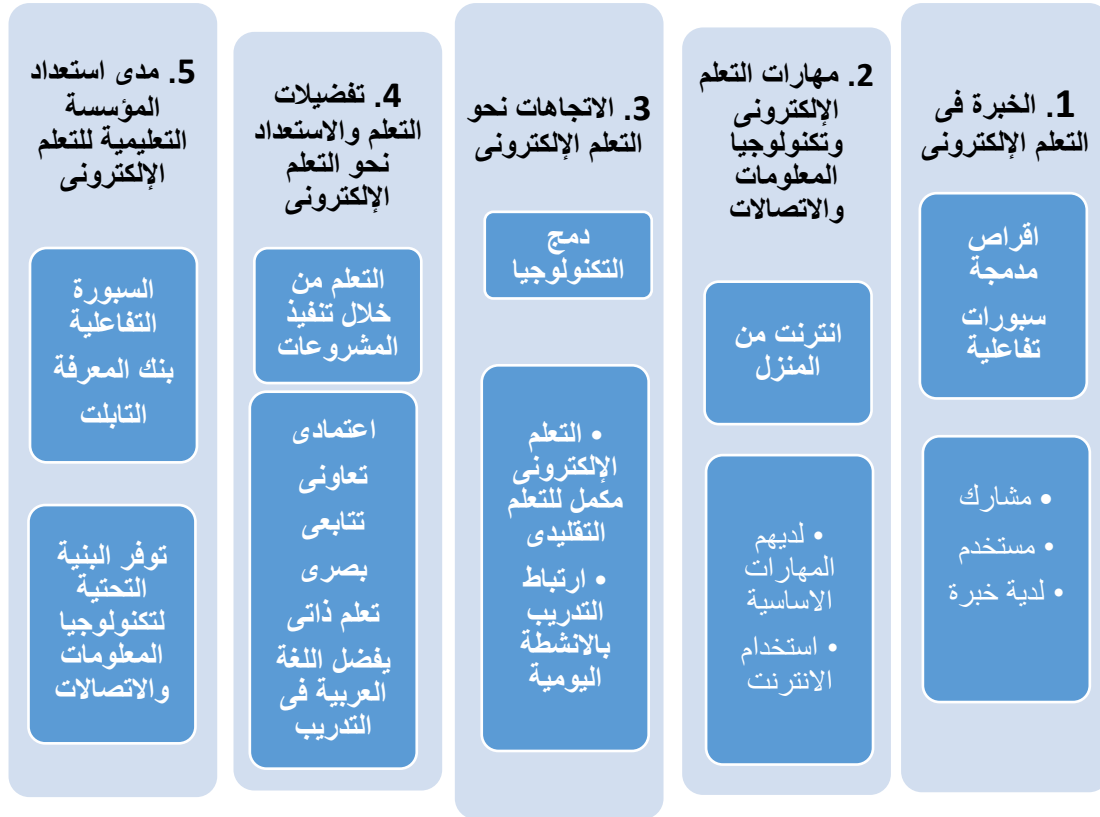 1. الخبرة فى
التعلم الإلكترونى
اقراص
مدمجة
سبورات
تفاعلية
• مشارك
• مستخدم
• لدية خبرة
2. مهارات التعلم
الإلكترونى
وتكنولوجيا
المعلومات
والاتصالات
انترنت من
المنزل
• لديهم
المهارات
الاساسية
• استخدام
الانترنت
3. الاتجاهات نحو
التعلم الإلكترونى
دمج
التكنولوجيا
• التعلم
الإلكترونى
مكمل للتعلم
التقليدى
• ارتباط
التدريب
بالانشطة
اليومية
4. تفضيلات
التعلم والاستعداد
نحو التعلم
الإلكترونى
التعلم من
خلال تنفيذ
المشروعات
اعتمادى
تعاونى
تتابعى
بصرى
تعلم ذاتى
يفضل اللغة
العربية فى
التدريب
5. مدى استعداد
المؤسسة
التعليمية للتعلم
الإلكترونى
السبورة
التفاعلية
بنك المعرفة
التابلت
توفر البنية
التحتية
لتكنولوجيا
المعلومات
والاتصالات